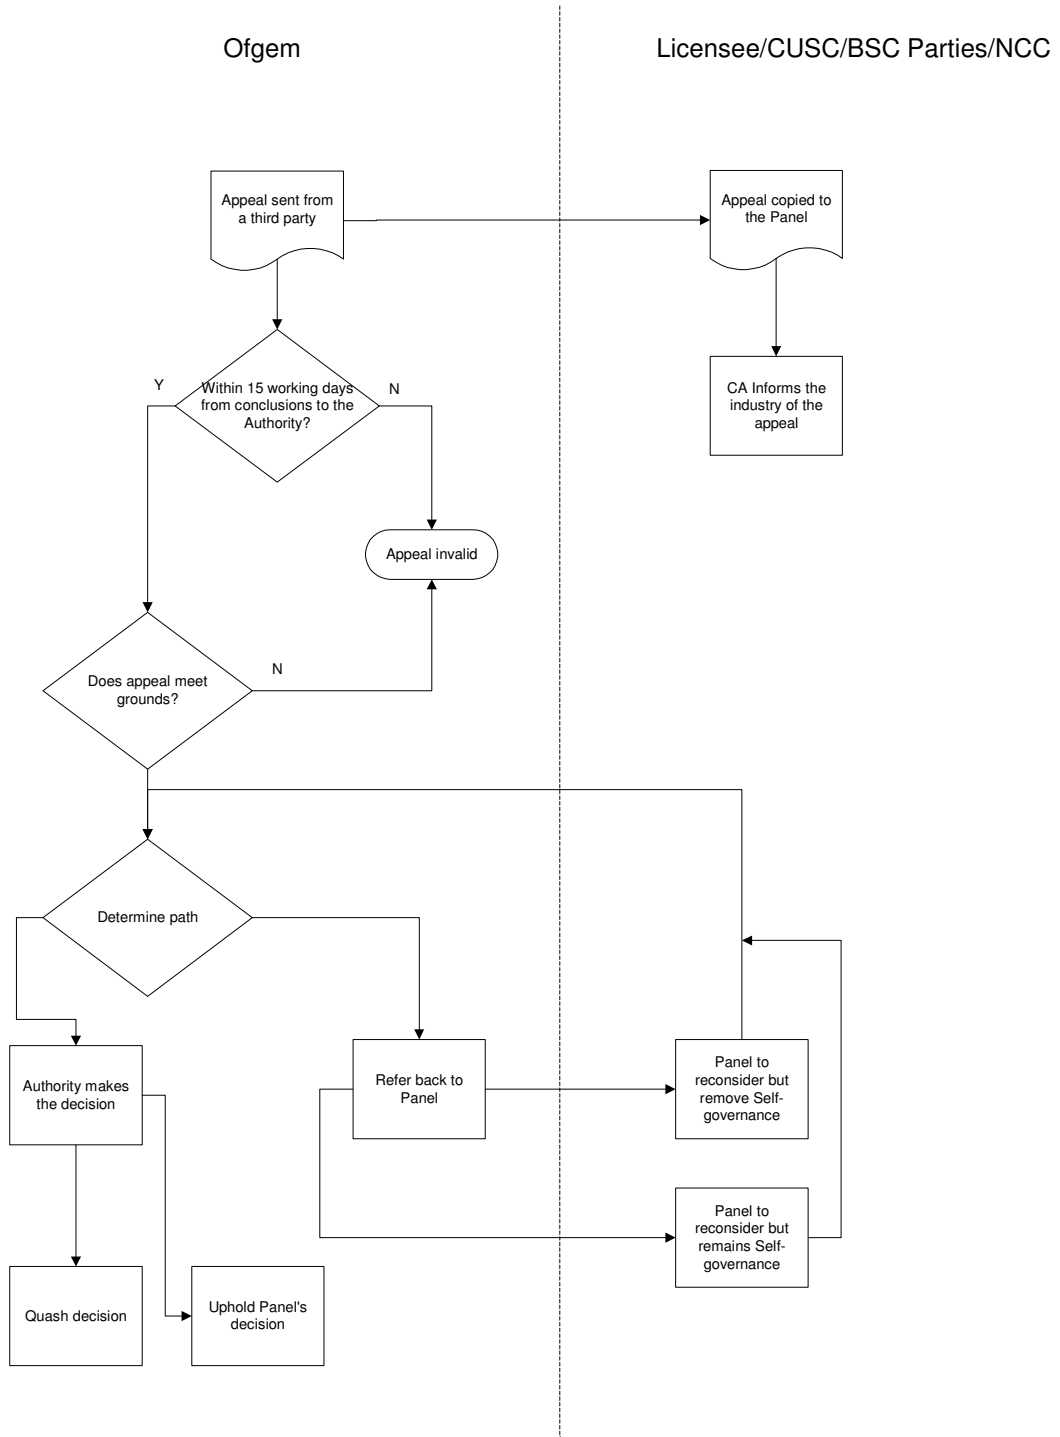 Ofgem
Licensee/CUSC/BSC Parties/NCC
Appeal sent from
a third party
Appeal copied to
the Panel
Y
Within 15 working days
from conclusions to the
Authority?
N
CA Informs the
industry of the
appeal
Appeal invalid
Does appeal meet
grounds?
N
Determine path
Authority makes
the decision
Refer back to
Panel
Panel to
reconsider but
remove Self-
governance
Panel to
reconsider but
remains Self-
governance
Quash decision
Uphold Panel's
decision